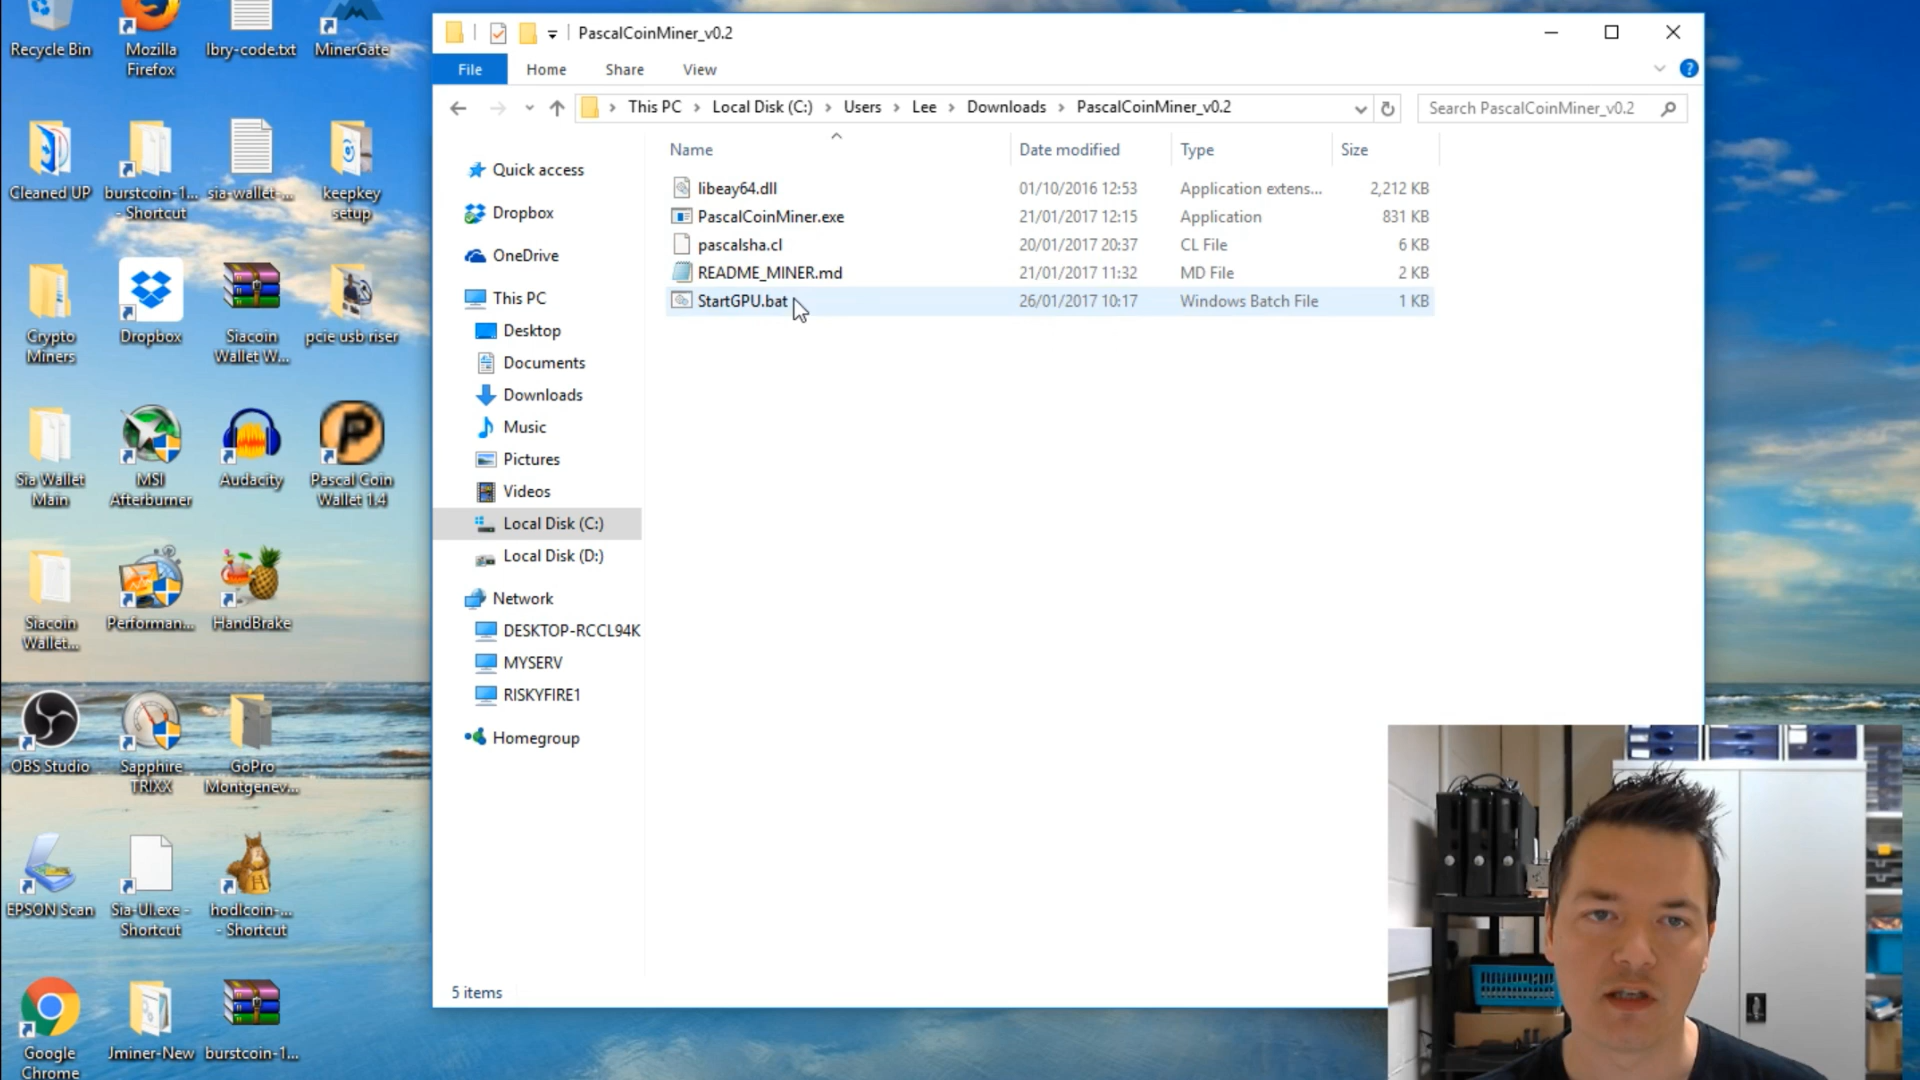 Recycle Bin
Mozilla
Firefox
lbry-code.txt
MinerGate
Cleaned UP
burstcoin-1...
- Shortcut
sia-wallet-...
keepkey
setup
Crypto
Miners
Dropbox
Siacoin
Wallet W...
pcie usb riser
Sia Wallet
Main
MSI
Afterburner
Audacity
Pascal Coin
Wallet 1.4
Siacoin
Wallet...
Performan...
HandBrake
OBS Studio
Sapphire
TRIXX
GoPro
Montgenev...
EPSON Scan
Sia-UI.exe -
Shortcut
hodlcoin-...
- Shortcut
Google
Chrome
Jminer-New
burstcoin-1...
PascalCoinMiner_v0.2
File Home Share View
This PC > Local Disk (C:) > Users > Lee > Downloads > PascalCoinMiner_v0.2
Search PascalCoinMiner_v0.2
Quick access
Dropbox
OneDrive
This PC
Desktop
Documents
Downloads
Music
Pictures
Videos
Local Disk (C:)
Local Disk (D:)
Network
DESKTOP-RCCL94K
MYSERV
RISKYFIRE1
Homegroup
Name Date modified Type Size
libeay64.dll 01/10/2016 12:53 Application extens... 2,212 KB
PascalCoinMiner.exe 21/01/2017 12:15 Application 831 KB
pascalsha.cl 20/01/2017 20:37 CL File 6 KB
README_MINER.md 21/01/2017 11:32 MD File 2 KB
StartGPU.bat 26/01/2017 10:17 Windows Batch File 1 KB
5 items